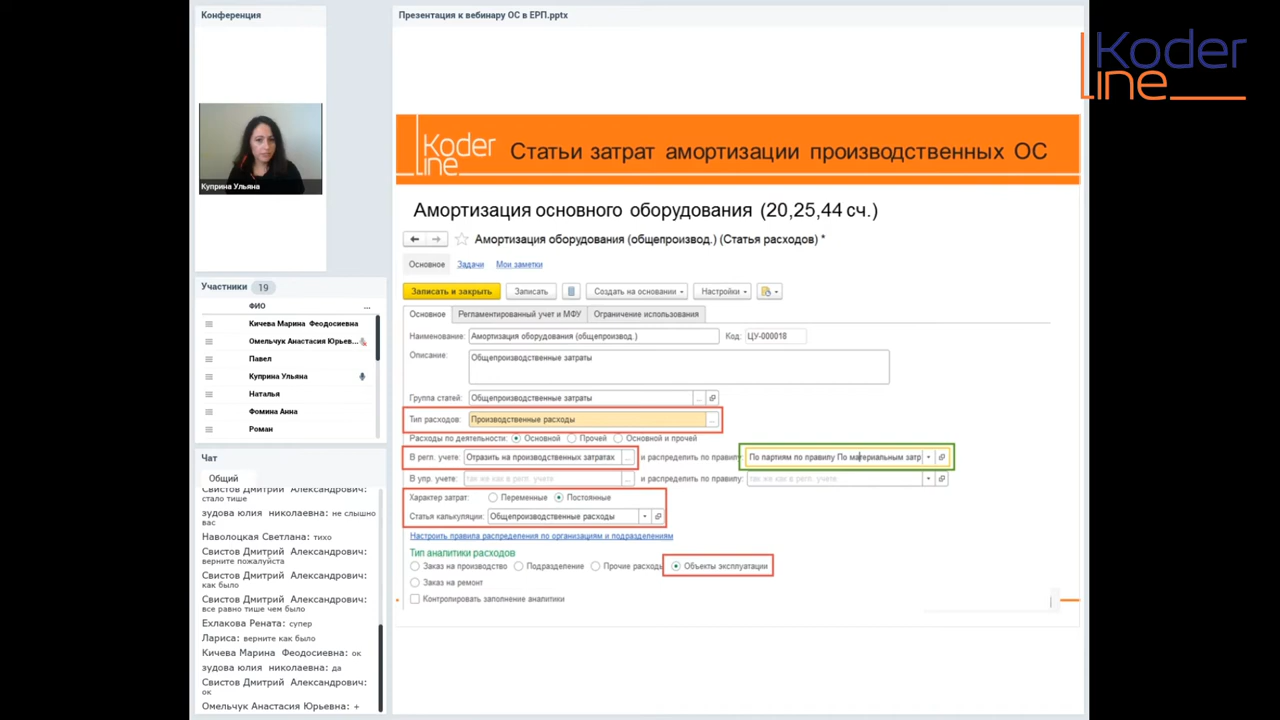 Конференция
Презентация к вебинару ОС в ЕРП.pptx
Koder
line
Куприна Ульяна
Koder
line
Статьи затрат амортизации производственных ОС
Амортизация основного оборудования (20,25,44 сч.)
Амортизация оборудования (общепроизвод.) (Статья расходов) *
Основное Задачи Мои заметки
Записать и закрыть Записать Создать на основании Настройки
Основное Регламентированный учет и МФУ Ограничение использования
Наименование: Амортизация оборудования (общепроизвод.) Код: ЦУ-000018
Описание: Общепроизводственные затраты
Группа статей: Общепроизводственные затраты ...
Тип расходов: Производственные расходы ...
Расходы по деятельности: Основной Прочей Основной и прочей
В регл. учете: Отразить на производственных затратах ... и распределить по правилу: По партиям по правилу По материальным затр
В упр. учете: так же как в регл. учете ... и распределить по правилу: так же как в регл. учете
Характер затрат: Переменные Постоянные
Статья калькуляции: Общепроизводственные расходы
Настроить правила распределения по организациям и подразделениям
Тип аналитики расходов
Заказ на производство Подразделение Прочие расходы Объекты эксплуатации
Заказ на ремонт
Контролировать заполнение аналитики
Участники 19
ФИО ...
Кичева Марина Феодосиевна
Омельчук Анастасия Юрьев...
Павел
Куприна Ульяна
Наталья
Фомина Анна
Роман
Чат
Общий
Свистов Дмитрий Александрович:
стало тише
зудова юлия николаевна: не слышно
вас
Наволоцкая Светлана: тихо
Свистов Дмитрий Александрович:
верните пожалуйста
Свистов Дмитрий Александрович:
как было
Свистов Дмитрий Александрович:
все равно тише чем было
Ехлакова Рената: супер
Лариса: верните как было
Кичева Марина Феодосиевна: ок
зудова юлия николаевна: да
Свистов Дмитрий Александрович:
ок
Омельчук Анастасия Юрьевна: +